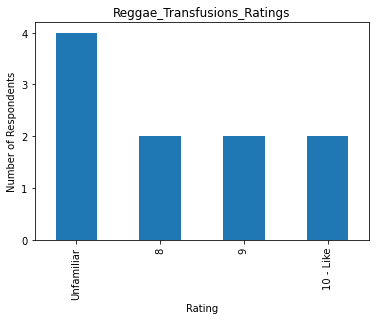 Reggae_Transfusions_Ratings
Number of Respondents
4
3
2
1
0
Unfamiliar
8
9
10 - Like
Rating